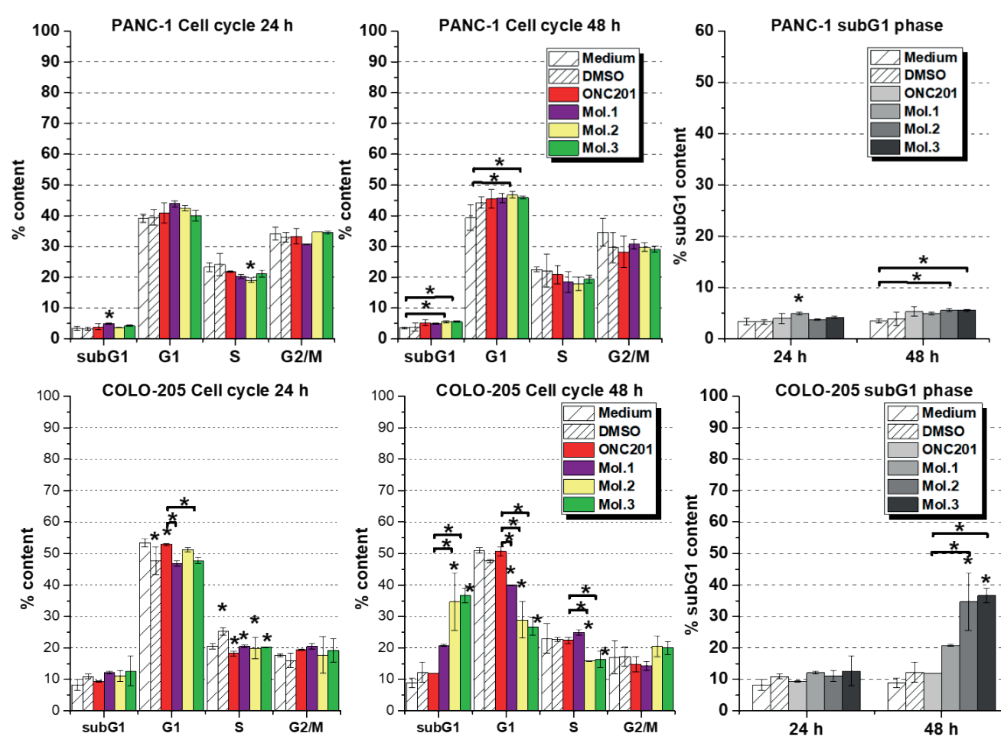 PANC-1 Cell cycle 24 h
% content
100
90
80
70
60
50
40
30
20
10
0
*
*
subG1 G1 S G2/M
PANC-1 Cell cycle 48 h
% content
100
90
80
70
60
50
40
30
20
10
0
Medium
DMSO
ONC201
Mol.1
Mol.2
Mol.3
*
*
*
*
subG1 G1 S G2/M
PANC-1 subG1 phase
% subG1 content
60
50
40
30
20
10
0
Medium
DMSO
ONC201
Mol.1
Mol.2
Mol.3
*
*
*
24 h 48 h
COLO-205 Cell cycle 24 h
% content
100
90
80
70
60
50
40
30
20
10
0
*
*
* *
*
* * * *
subG1 G1 S G2/M
COLO-205 Cell cycle 48 h
% content
100
90
80
70
60
50
40
30
20
10
0
Medium
DMSO
ONC201
Mol.1
Mol.2
Mol.3
*
*
*
*
*
*
*
*
*
*
*
*
*
subG1 G1 S G2/M
COLO-205 subG1 phase
% subG1 content
100
90
80
70
60
50
40
30
20
10
0
Medium
DMSO
ONC201
Mol.1
Mol.2
Mol.3
*
*
*
*
24 h 48 h